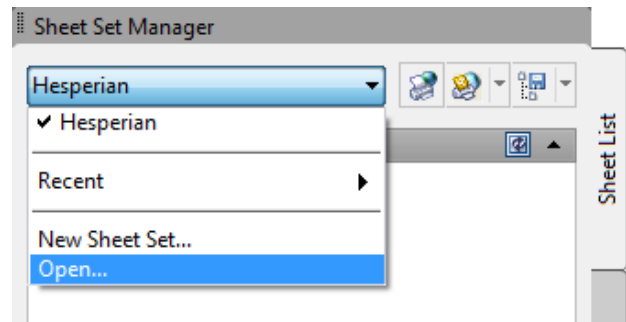 Sheet Set Manager
Hesperian
✔ Hesperian
Recent
New Sheet Set...
Open...
Sheet List